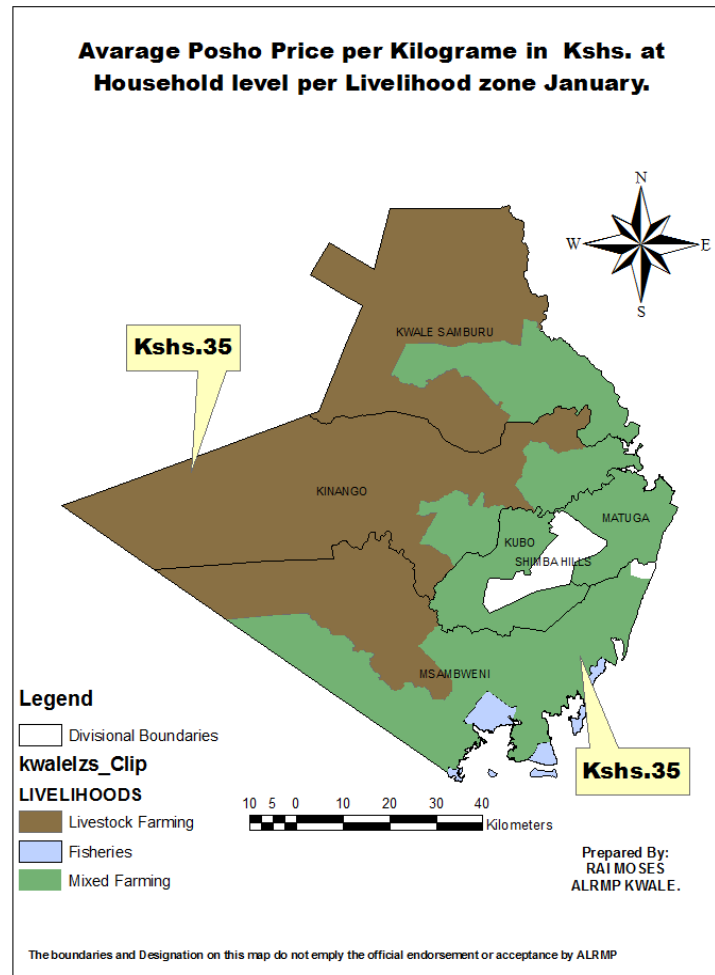 Avarage Posho Price per Kilograme in Kshs. at
Household level per Livelihood zone January.
N
W
E
S
KWALE SAMBURU
Kshs.35
KINANGO
MATUGA
KUBO
SHIMBA HILLS
MSAMBWENI
Kshs.35
Legend
Divisional Boundaries
kwalelzs_Clip
LIVELIHOODS
Livestock Farming
Fisheries
Mixed Farming
10 5 0 10 20 30 40
Kilometers
Prepared By:
RAI MOSES
ALRMP KWALE.
The boundaries and Designation on this map do not emply the official endorsement or acceptance by ALRMP